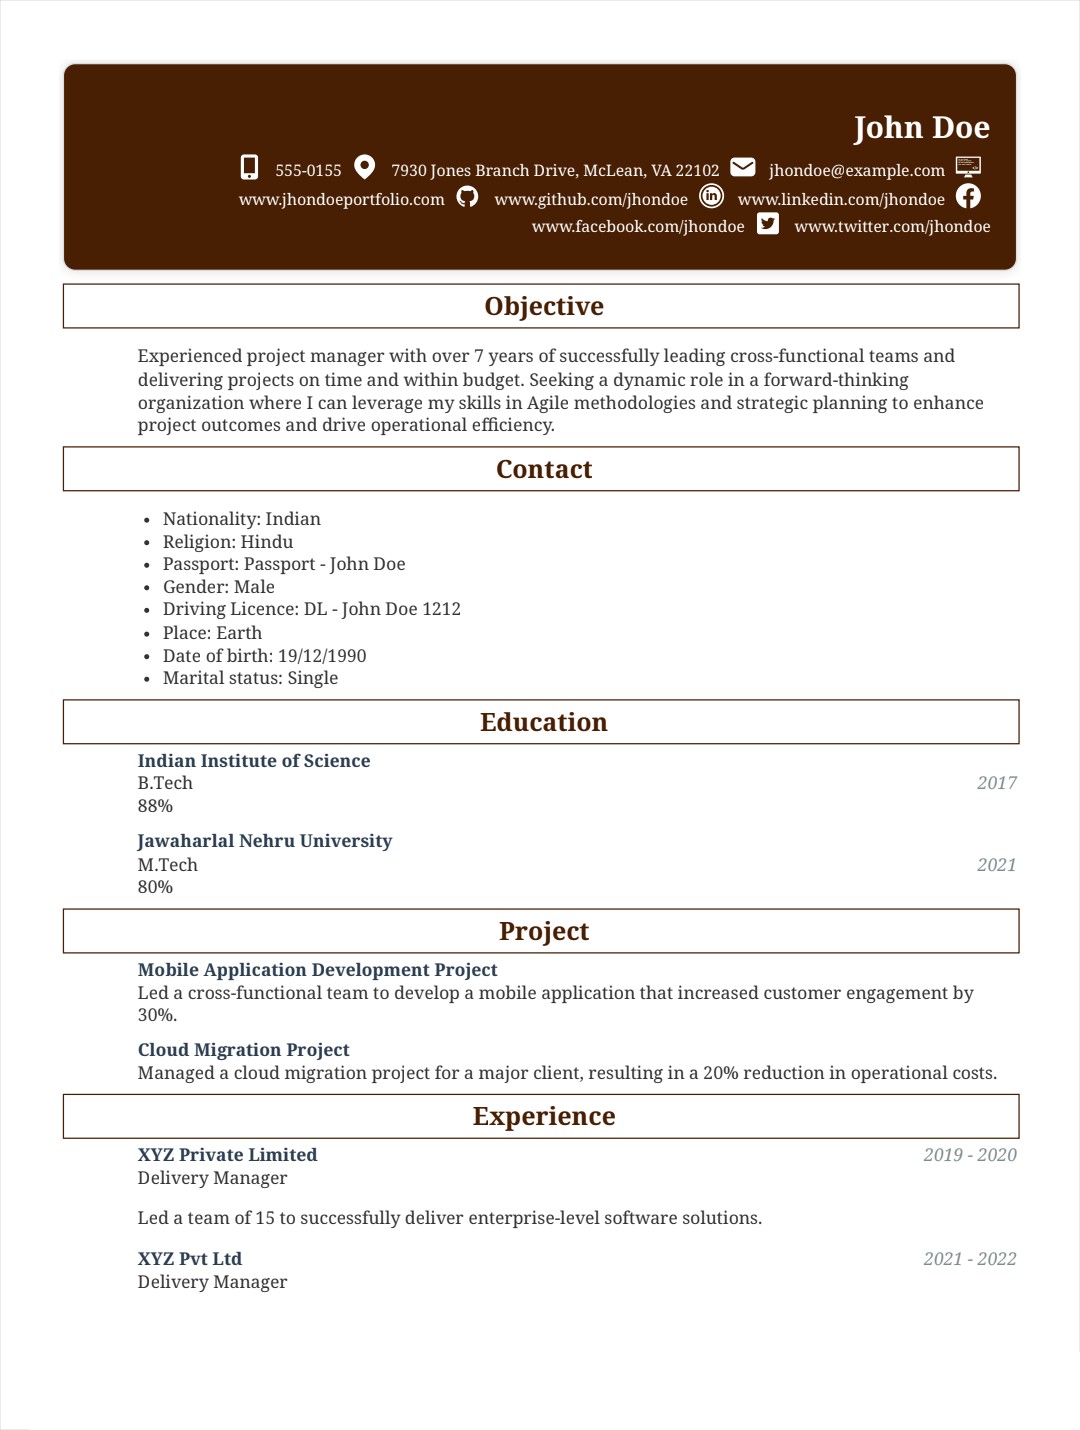 John Doe
555-0155 7930 Jones Branch Drive, McLean, VA 22102 jhondoe@example.com
www.jhondoeportfolio.com www.github.com/jhondoe www.linkedin.com/jhondoe
www.facebook.com/jhondoe www.twitter.com/jhondoe
Objective
Experienced project manager with over 7 years of successfully leading cross-functional teams and
delivering projects on time and within budget. Seeking a dynamic role in a forward-thinking
organization where I can leverage my skills in Agile methodologies and strategic planning to enhance
project outcomes and drive operational efficiency.
Contact
• Nationality: Indian
• Religion: Hindu
• Passport: Passport - John Doe
• Gender: Male
• Driving Licence: DL - John Doe 1212
• Place: Earth
• Date of birth: 19/12/1990
• Marital status: Single
Education
Indian Institute of Science
B.Tech 2017
88%
Jawaharlal Nehru University
M.Tech 2021
80%
Project
Mobile Application Development Project
Led a cross-functional team to develop a mobile application that increased customer engagement by
30%.
Cloud Migration Project
Managed a cloud migration project for a major client, resulting in a 20% reduction in operational costs.
Experience
XYZ Private Limited 2019 - 2020
Delivery Manager
Led a team of 15 to successfully deliver enterprise-level software solutions.
XYZ Pvt Ltd 2021 - 2022
Delivery Manager